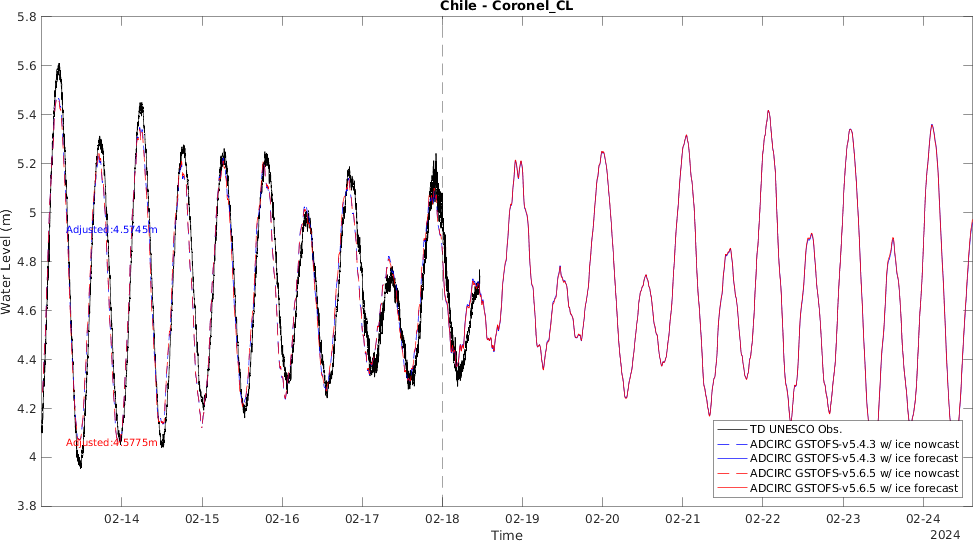 Chile - Coronel_CL
5.8
5.6
5.4
5.2
5
4.8
4.6
4.4
4.2
4
3.8
Water Level (m)
Adjusted:4.5745m
Adjusted:4.5775m
TD UNESCO Obs.
ADCIRC GSTOFS-v5.4.3 w/ ice nowcast
ADCIRC GSTOFS-v5.4.3 w/ ice forecast
ADCIRC GSTOFS-v5.6.5 w/ ice nowcast
ADCIRC GSTOFS-v5.6.5 w/ ice forecast
02-14 02-15 02-16 02-17 02-18 02-19 02-20 02-21 02-22 02-23 02-24
Time
2024